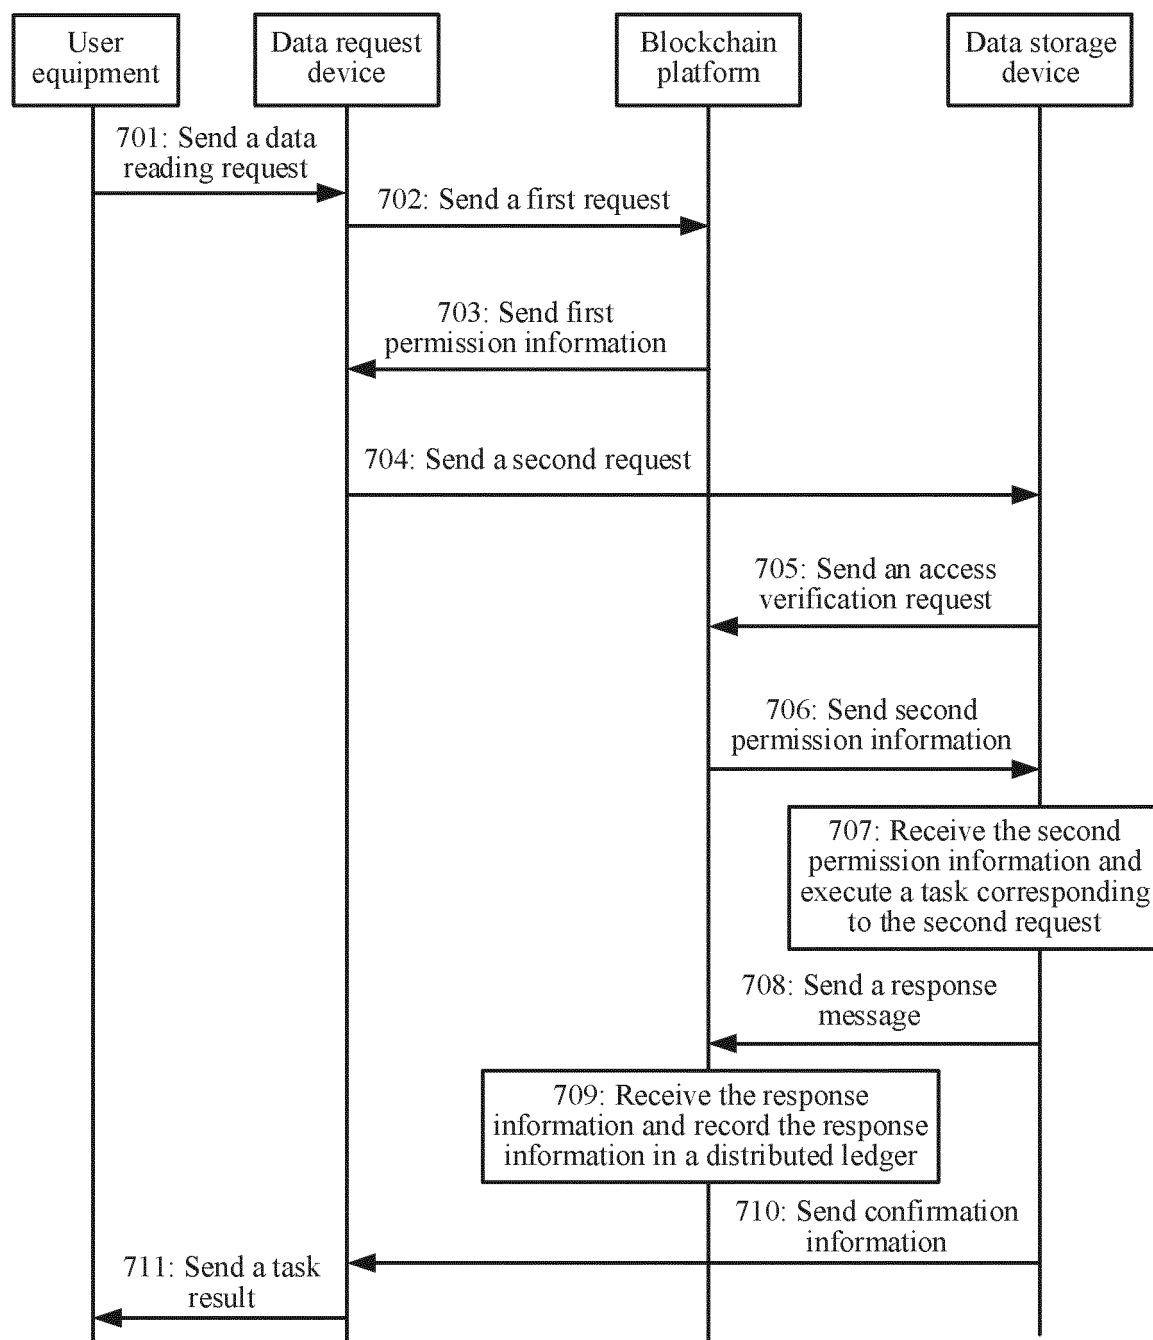 User
equipment
Data request
device
Blockchain
platform
Data storage
device
701: Send a data
reading request
702: Send a first request
703: Send first
permission information
704: Send a second request
705: Send an access
verification request
706: Send second
permission information
707: Receive the second
permission information and
execute a task corresponding
to the second request
708: Send a response
message
709: Receive the response
information and record the response
information in a distributed ledger
710: Send confirmation
information
711: Send a task
result